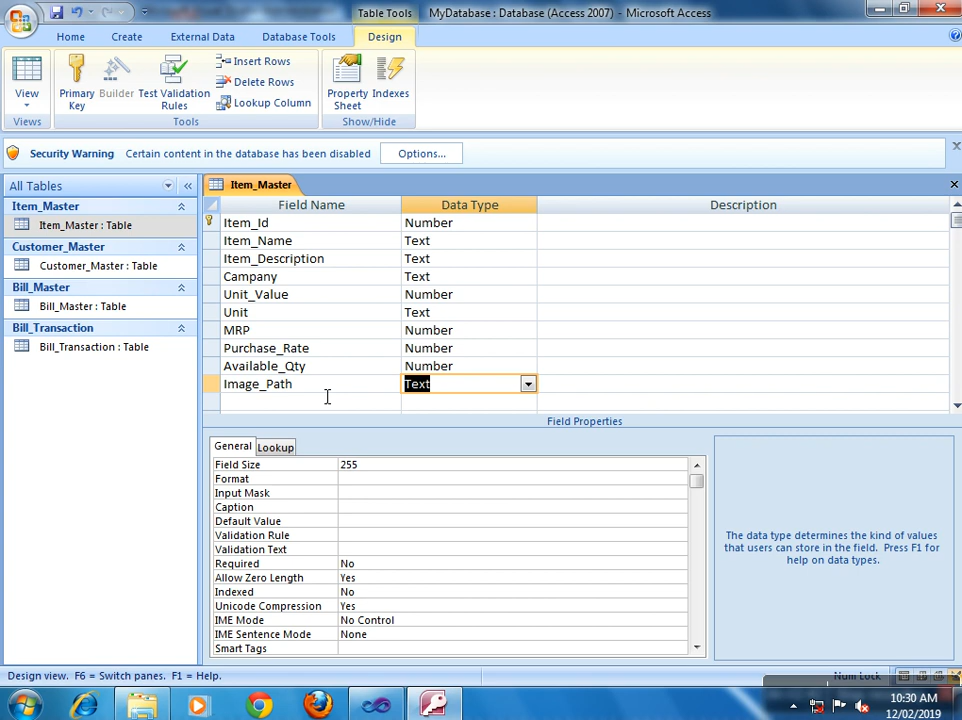 Table Tools
MyDatabase : Database (Access 2007) - Microsoft Access
Home Create External Data Database Tools Design
View
Views
Primary Key
Builder
Test Validation Rules
Insert Rows
Delete Rows
Lookup Column
Tools
Property Sheet
Indexes
Show/Hide
Security Warning Certain content in the database has been disabled Options...
All Tables
Item_Master
Item_Master : Table
Customer_Master
Customer_Master : Table
Bill_Master
Bill_Master : Table
Bill_Transaction
Bill_Transaction : Table
Item_Master
Field Name Data Type Description
Item_Id Number
Item_Name Text
Item_Description Text
Campany Text
Unit_Value Number
Unit Text
MRP Number
Purchase_Rate Number
Available_Qty Number
Image_Path Text
Field Properties
General Lookup
Field Size 255
Format
Input Mask
Caption
Default Value
Validation Rule
Validation Text
Required No
Allow Zero Length Yes
Indexed No
Unicode Compression Yes
IME Mode No Control
IME Sentence Mode None
Smart Tags
The data type determines the kind of values
that users can store in the field. Press F1 for
help on data types.
Design view. F6 = Switch panes. F1 = Help.
Num Lock
10:30 AM
12/02/2019